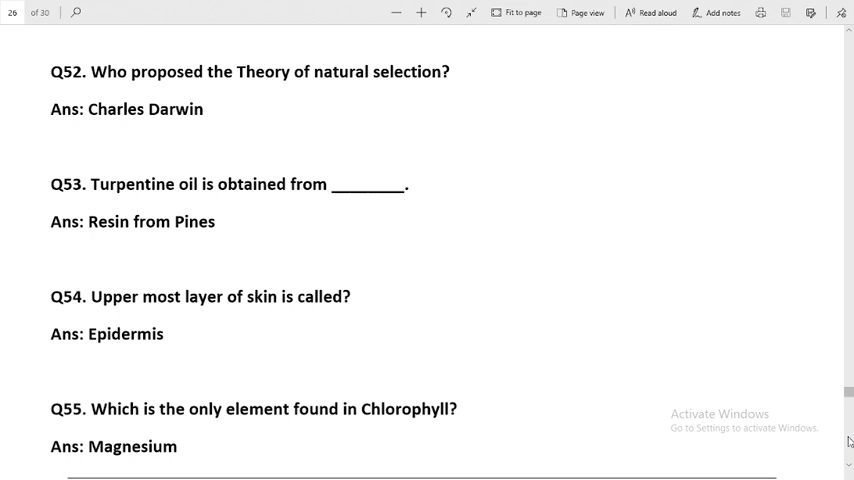 26 of 30 Fit to page Page view Read aloud Add notes
Q52. Who proposed the Theory of natural selection?
Ans: Charles Darwin
Q53. Turpentine oil is obtained from ________.
Ans: Resin from Pines
Q54. Upper most layer of skin is called?
Ans: Epidermis
Q55. Which is the only element found in Chlorophyll?
Activate Windows
Go to Settings to activate Windows.
Ans: Magnesium